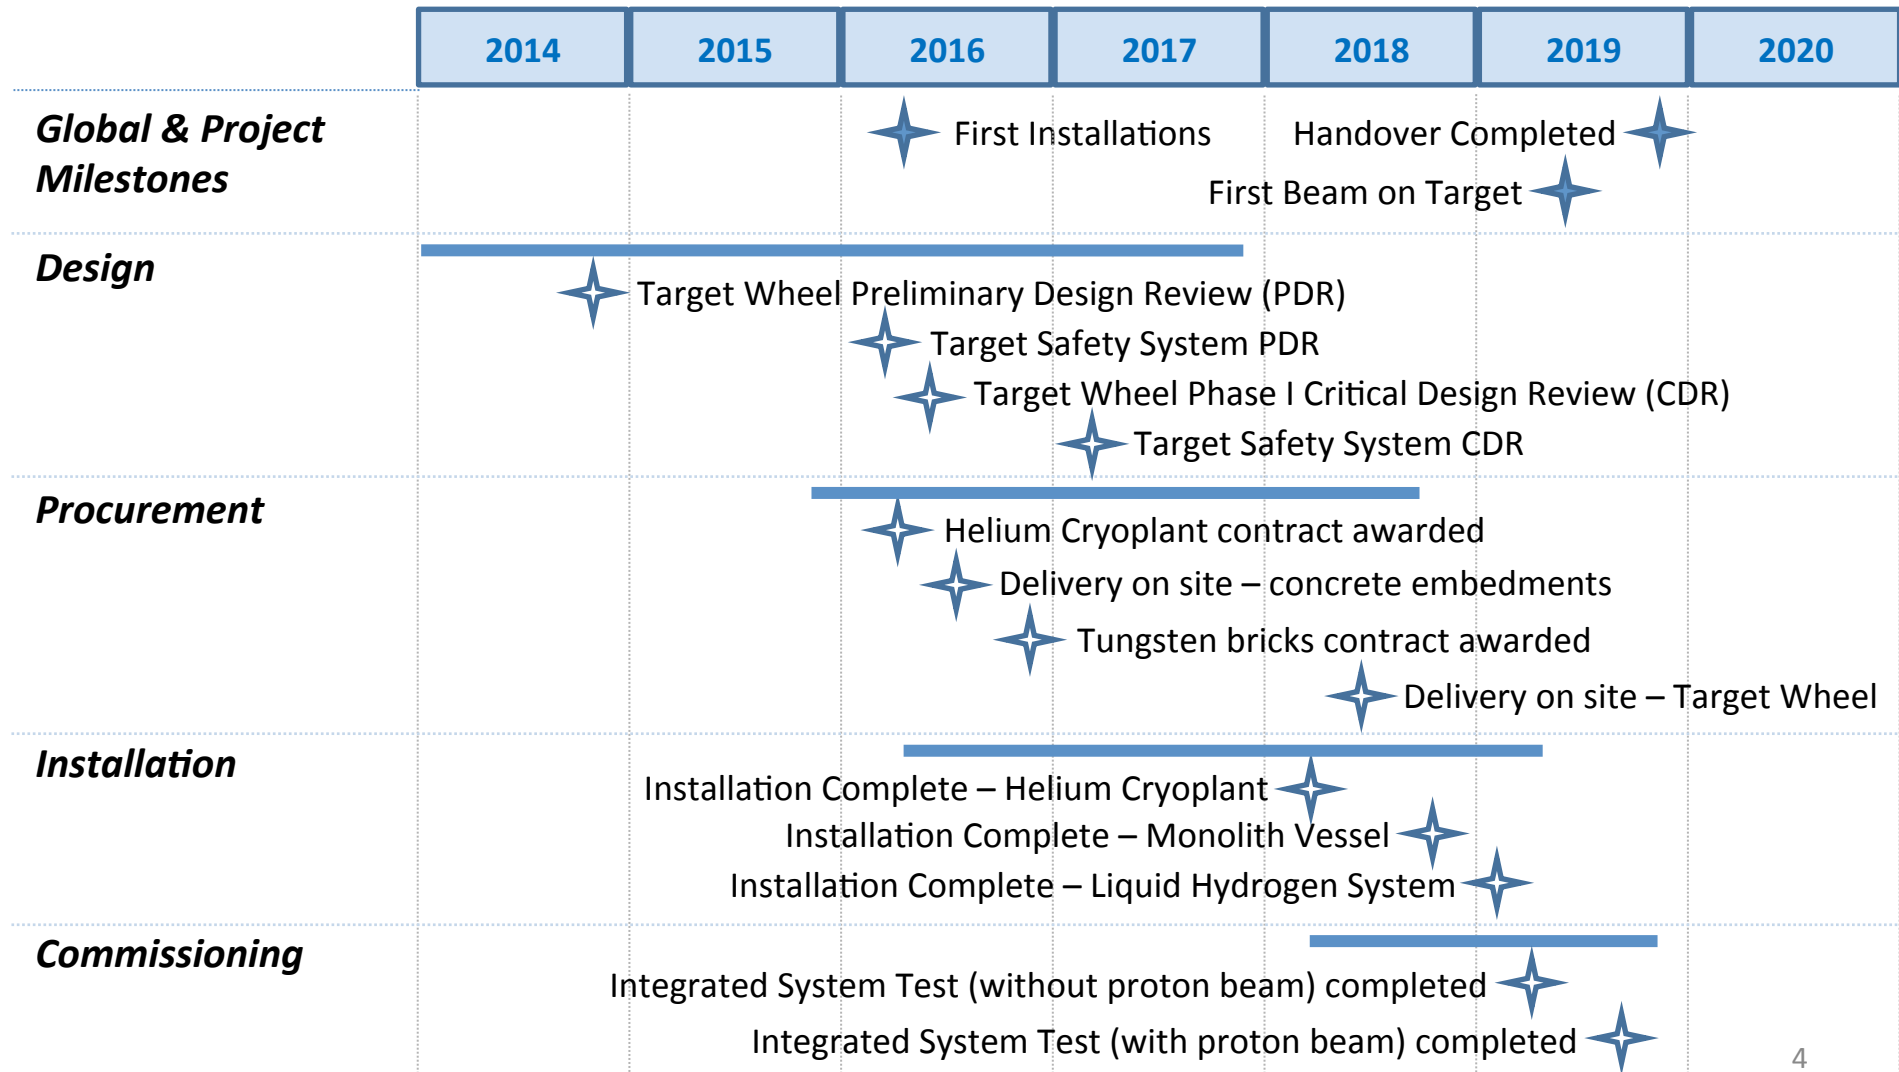 2014 2015 2016 2017 2018 2019 2020
Global & Project
Milestones
First Installations
Handover Completed
First Beam on Target
Design
Target Wheel Preliminary Design Review (PDR)
Target Safety System PDR
Target Wheel Phase I Critical Design Review (CDR)
Target Safety System CDR
Procurement
Helium Cryoplant contract awarded
Delivery on site – concrete embedments
Tungsten bricks contract awarded
Delivery on site – Target Wheel
Installation
Installation Complete – Helium Cryoplant
Installation Complete – Monolith Vessel
Installation Complete – Liquid Hydrogen System
Commissioning
Integrated System Test (without proton beam) completed
Integrated System Test (with proton beam) completed
4